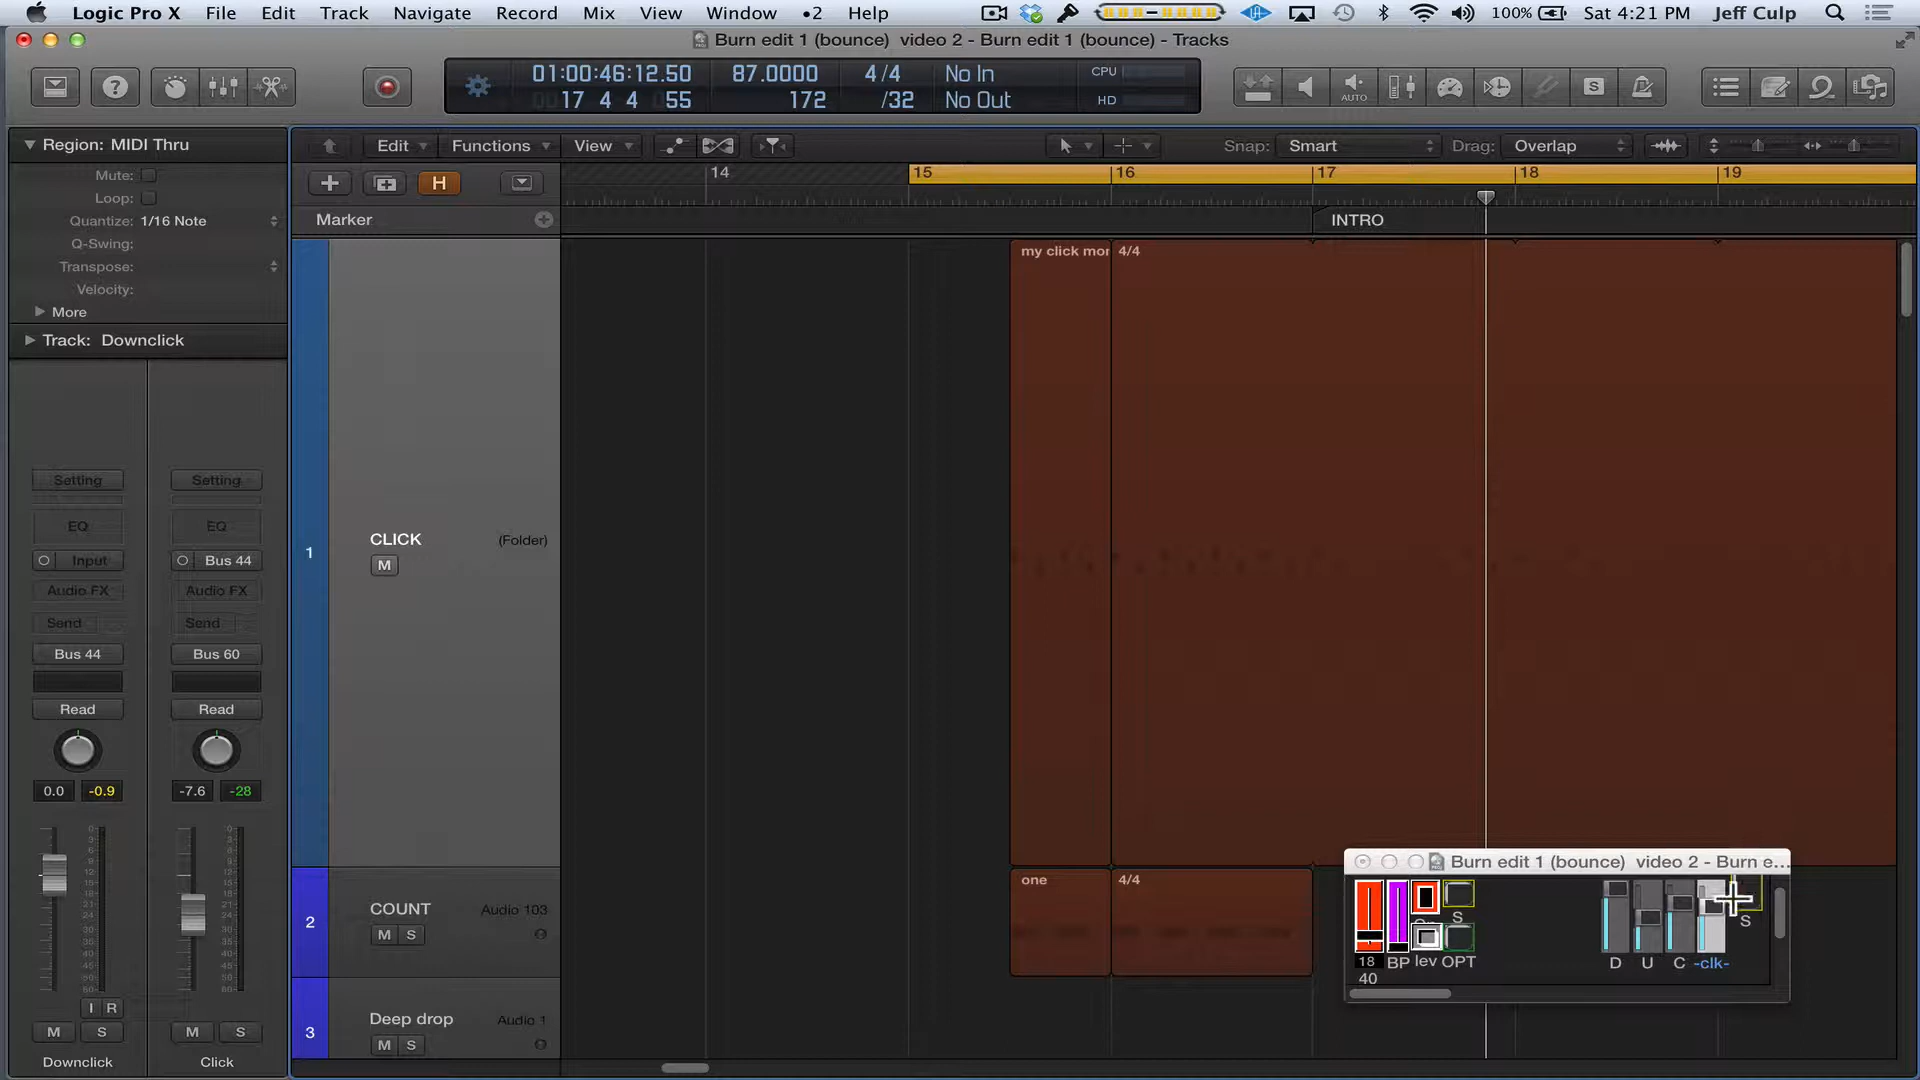 Logic Pro X File Edit Track Navigate Record Mix View Window •2 Help 100% Sat 4:21 PM Jeff Culp
Burn edit 1 (bounce) video 2 - Burn edit 1 (bounce) - Tracks
01:00:46:12.50 87.0000 4/4 No In CPU
17 4 4 55 172 /32 No Out HD
AUTO
Region: MIDI Thru
Edit Functions View Snap: Smart Drag: Overlap
Mute:
Loop:
Quantize: 1/16 Note
Q-Swing:
Transpose:
Velocity:
More
Track: Downclick
H
14 15 16 17 18 19
Marker
INTRO
my click mor 4/4
1
CLICK (Folder)
M
Setting Setting
EQ EQ
Input Bus 44
Audio FX Audio FX
Send Send
Bus 44 Bus 60
Read Read
0.0 -0.9 -7.6 -28
I R
M S M S
Downclick Click
2
COUNT Audio 103
M S
one 4/4
3
Deep drop Audio 1
M S
Burn edit 1 (bounce) video 2 - Burn e...
S S
18 BP lev OPT D U C -clk-
40